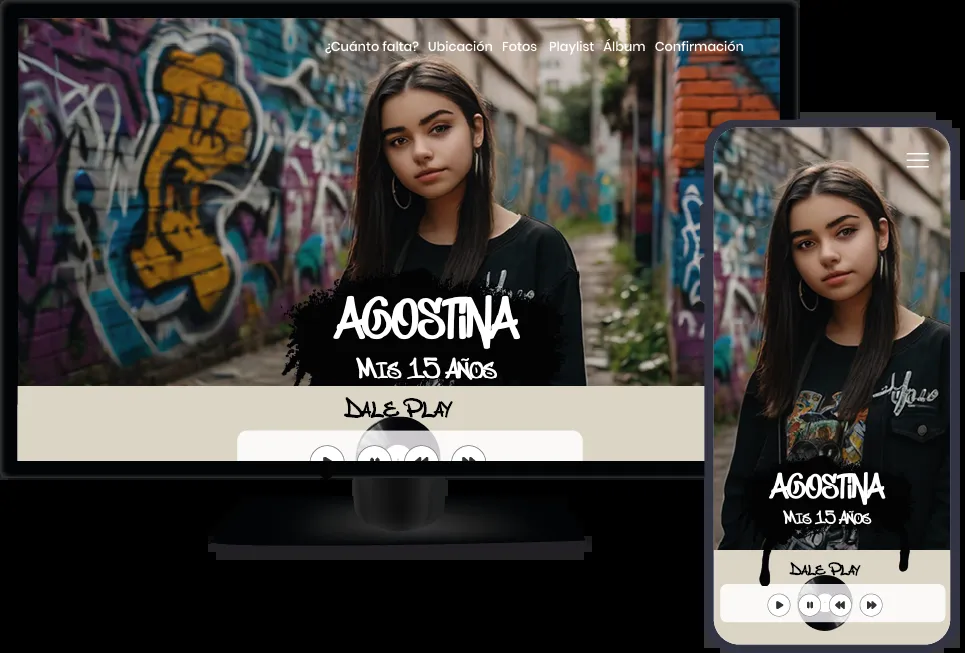 ¿Cuánto falta? Ubicación Fotos Playlist Álbum Confirmación
AGOSTINA
Mis 15 Años
Dale Play
AGOSTINA
Mis 15 Años
Dale Play